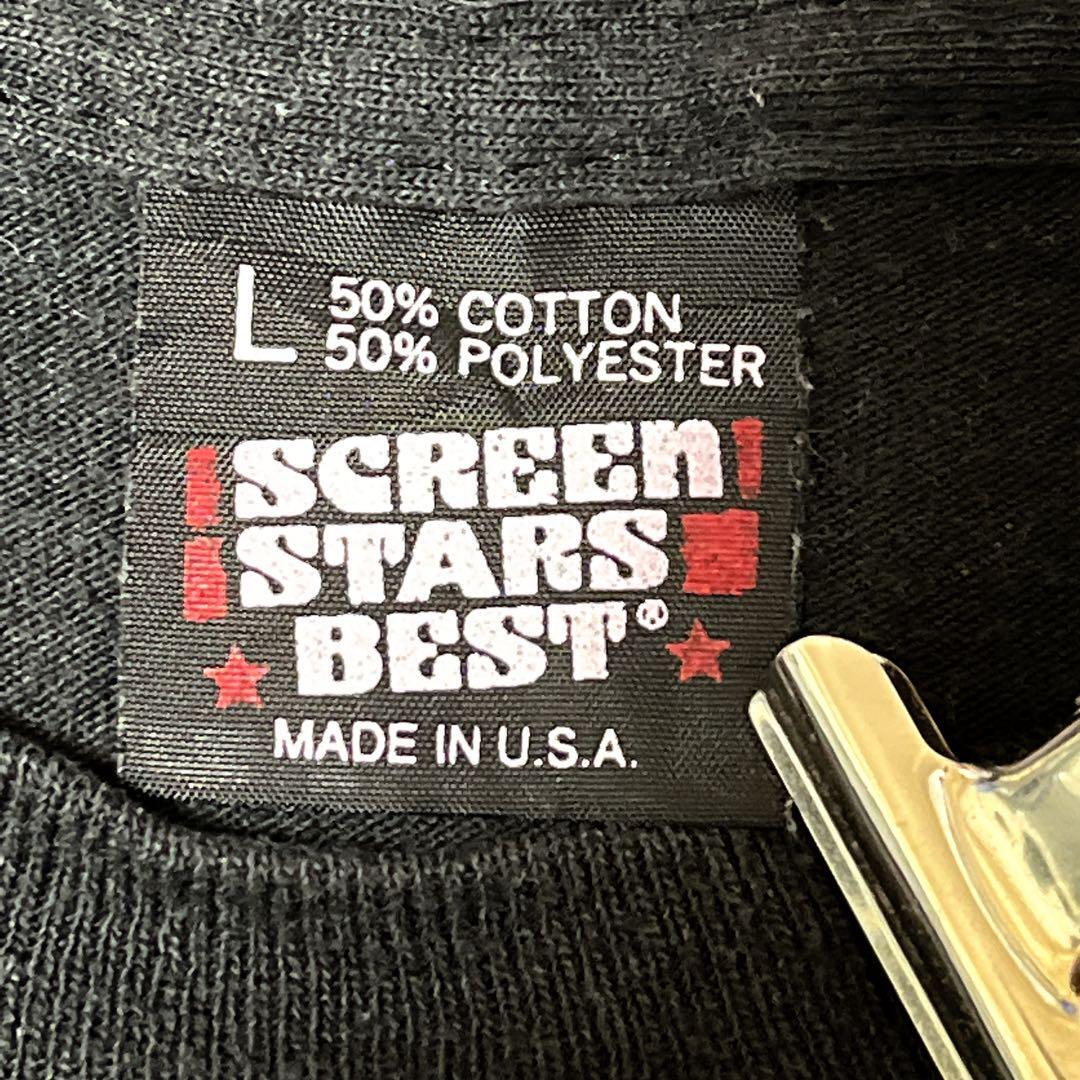 L 50% COTTON
50% POLYESTER
SCREEN
STARS
BEST®
MADE IN U.S.A.